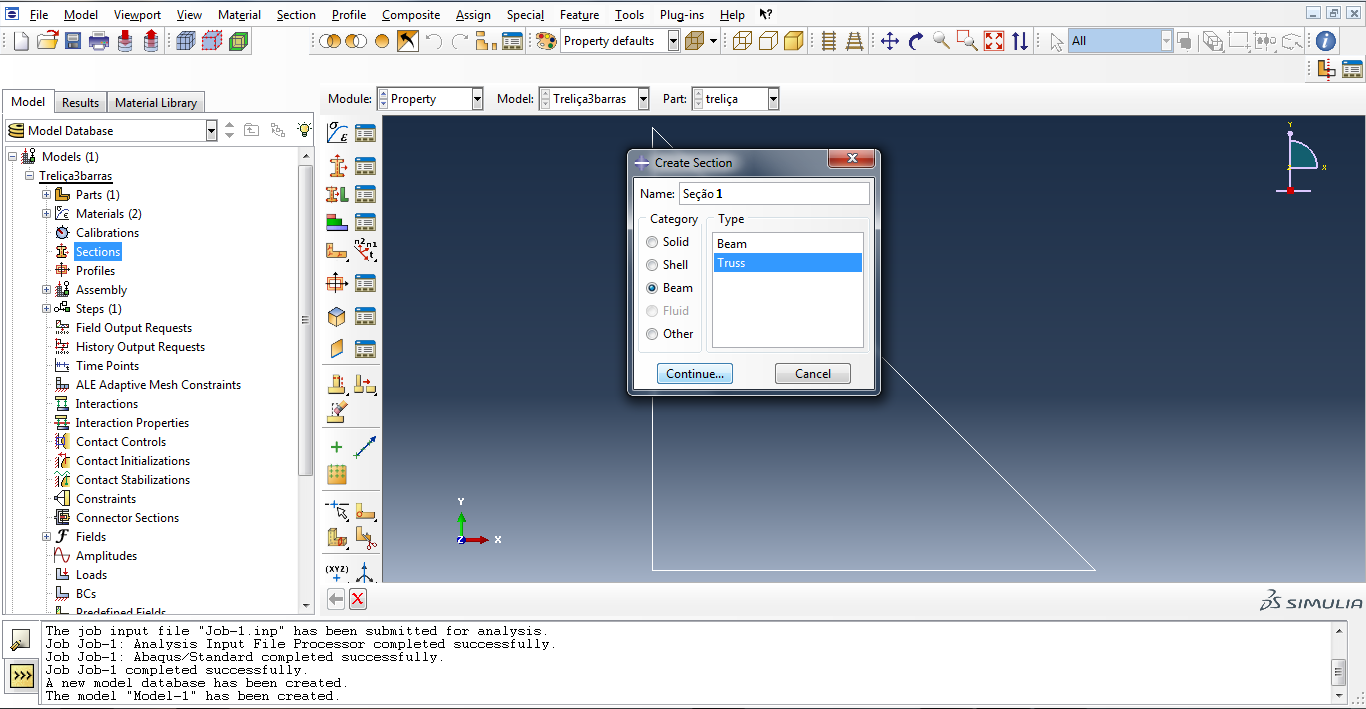 File Model Viewport View Material Section Profile Composite Assign Special Feature Tools Plug-ins Help
Property defaults All
Model Results Material Library
Module: Property Model: Treliça3barras Part: treliça
Model Database
Models (1)
Treliça3barras
Parts (1)
Materials (2)
Calibrations
Sections
Profiles
Assembly
Steps (1)
Field Output Requests
History Output Requests
Time Points
ALE Adaptive Mesh Constraints
Interactions
Interaction Properties
Contact Controls
Contact Initializations
Contact Stabilizations
Constraints
Connector Sections
Fields
Amplitudes
Loads
BCs
Predefined Fields
σ
ε
n2 n1
t
(XYZ)
Create Section
Name: Seção 1
Category Type
Solid
Shell
Beam
Fluid
Other
Beam
Truss
Continue... Cancel
Y
X
Y
Z X
SIMULIA
The job input file "Job-1.inp" has been submitted for analysis.
Job Job-1: Analysis Input File Processor completed successfully.
Job Job-1: Abaqus/Standard completed successfully.
Job Job-1 completed successfully.
A new model database has been created.
The model "Model-1" has been created.